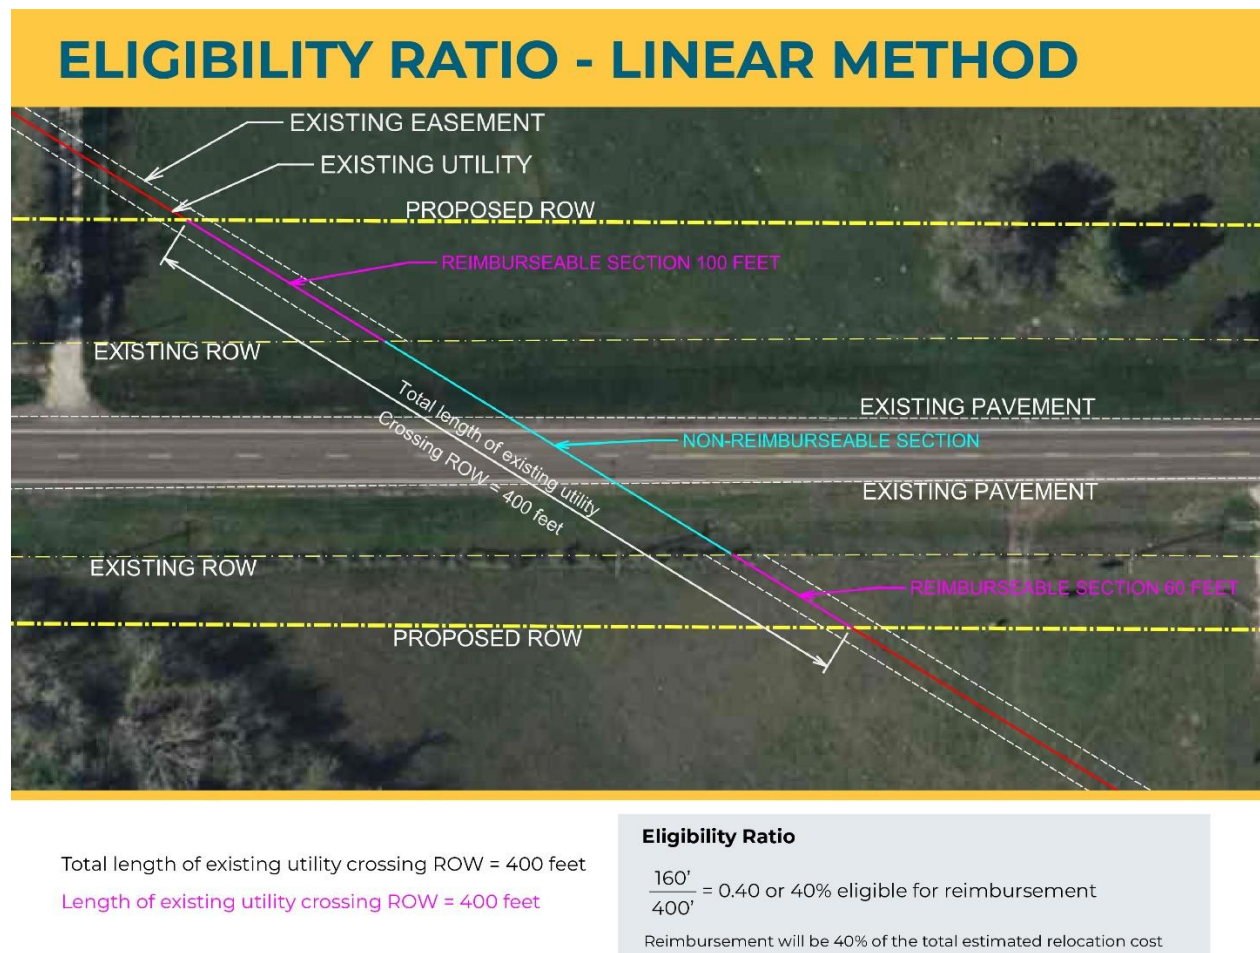 ELIGIBILITY RATIO - LINEAR METHOD
EXISTING EASEMENT
EXISTING UTILITY
PROPOSED ROW
REIMBURSEABLE SECTION 100 FEET
EXISTING ROW
Total length of existing utility
Crossing ROW = 400 feet
EXISTING PAVEMENT
NON-REIMBURSEABLE SECTION
EXISTING PAVEMENT
EXISTING ROW
REIMBURSEABLE SECTION 60 FEET
PROPOSED ROW
Total length of existing utility crossing ROW = 400 feet
Length of existing utility crossing ROW = 400 feet
Eligibility Ratio
160'
400'
= 0.40 or 40% eligible for reimbursement
Reimbursement will be 40% of the total estimated relocation cost